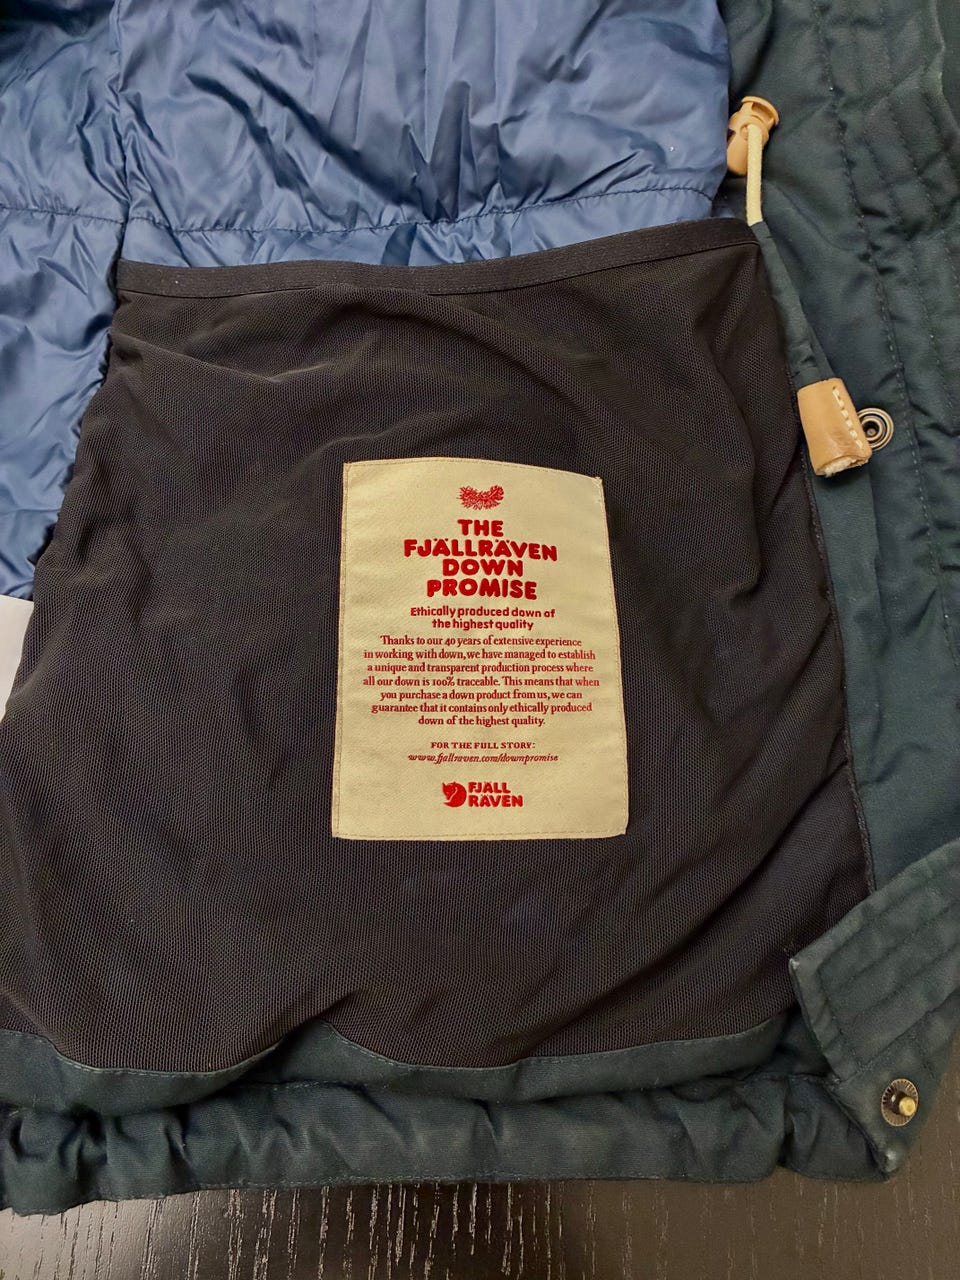 THE
FJÄLLRÄVEN
DOWN
PROMISE
Ethically produced down of
the highest quality
Thanks to our 40 years of extensive experience
in working with down, we have managed to establish
a unique and transparent production process where
all our down is 100% traceable. This means that when
you purchase a down product from us, we can
guarantee that it contains only ethically produced
down of the highest quality.
FOR THE FULL STORY:
www.fjallraven.com/downpromise
FJÄLL
RÄVEN